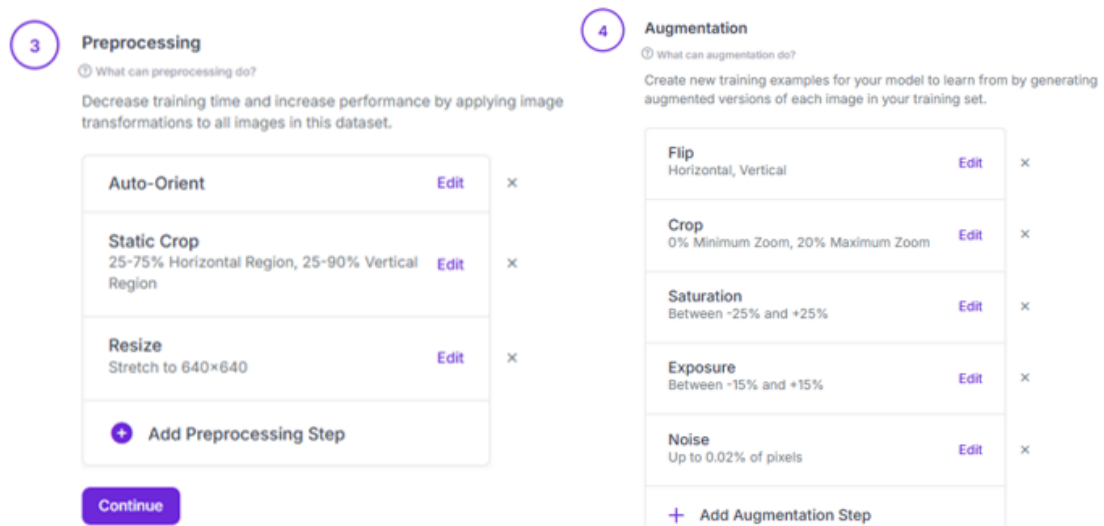 3
Preprocessing
What can preprocessing do?
Decrease training time and increase performance by applying image
transformations to all images in this dataset.
Auto-Orient
Edit
×
Static Crop
25-75% Horizontal Region, 25-90% Vertical
Region
Edit
×
Resize
Stretch to 640×640
Edit
×
Add Preprocessing Step
Continue
4
Augmentation
What can augmentation do?
Create new training examples for your model to learn from by generating
augmented versions of each image in your training set.
Flip
Horizontal, Vertical
Edit
×
Crop
0% Minimum Zoom, 20% Maximum Zoom
Edit
×
Saturation
Between -25% and +25%
Edit
×
Exposure
Between -15% and +15%
Edit
×
Noise
Up to 0.02% of pixels
Edit
×
Add Augmentation Step